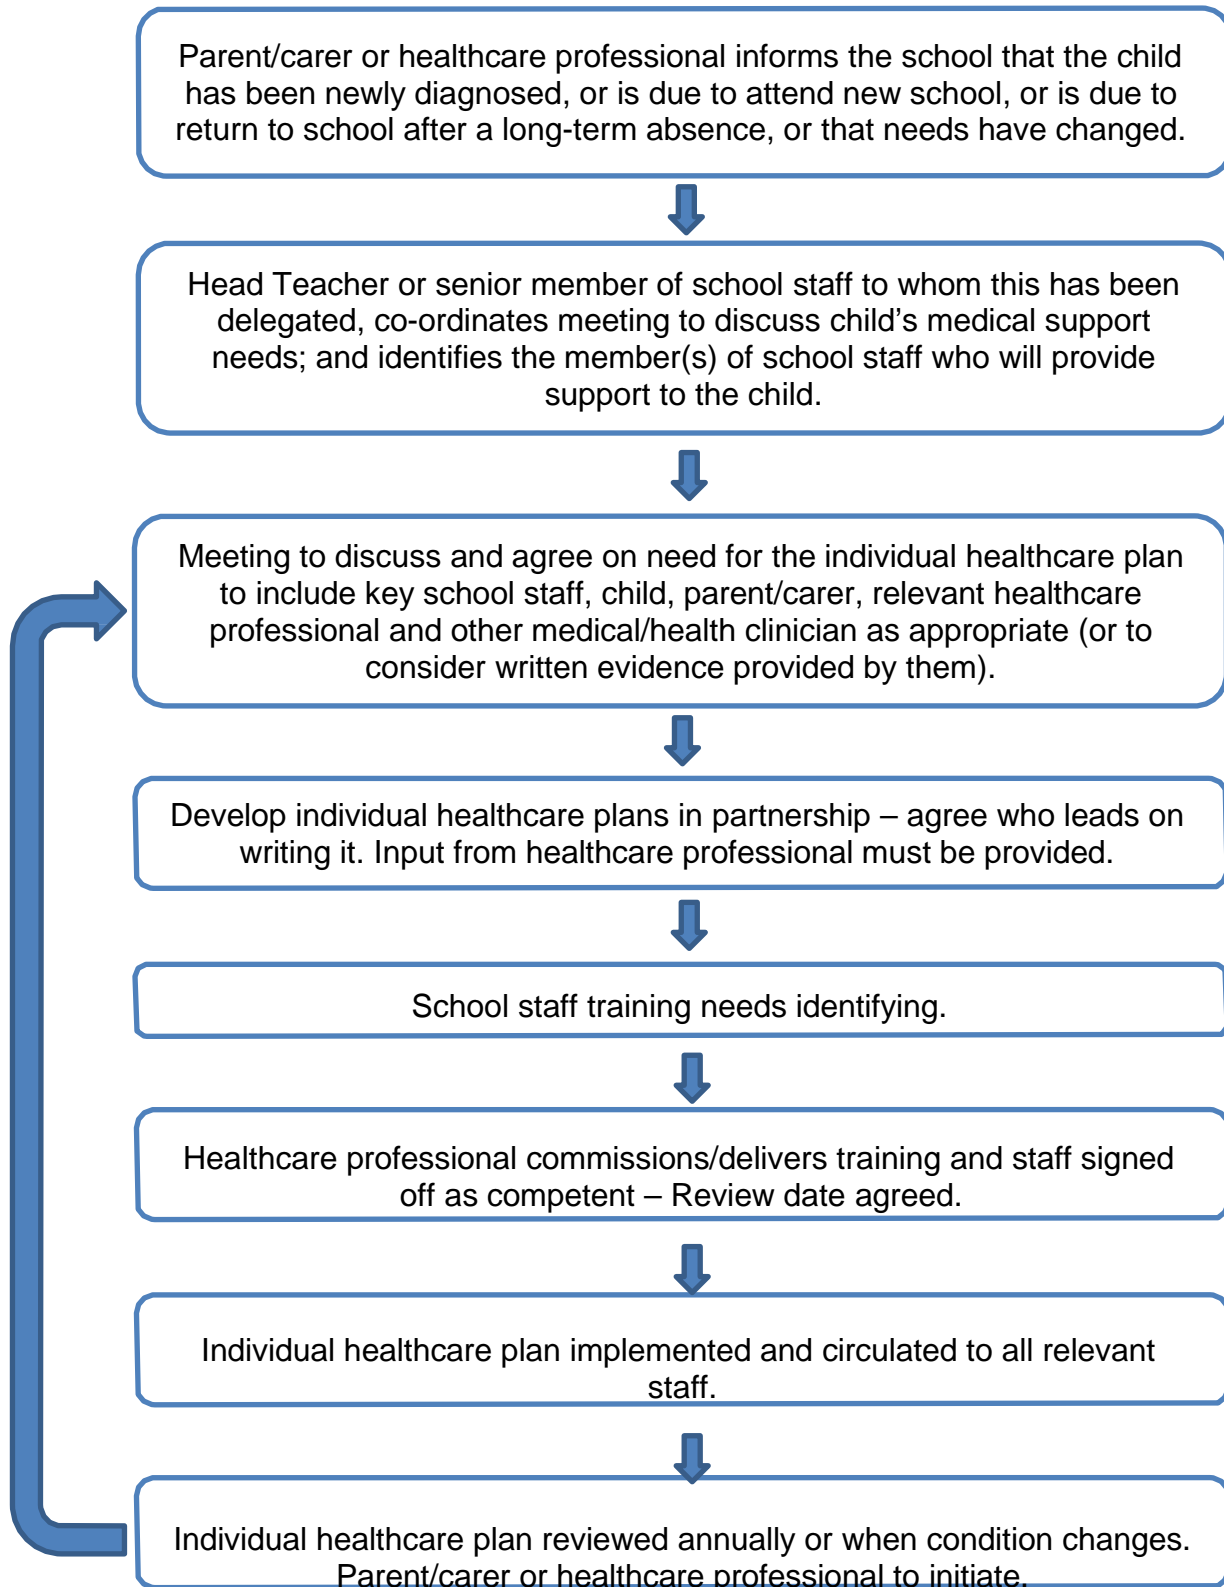 Parent/carer or healthcare professional informs the school that the child
has been newly diagnosed, or is due to attend new school, or is due to
return to school after a long-term absence, or that needs have changed.
Head Teacher or senior member of school staff to whom this has been
delegated, co-ordinates meeting to discuss child’s medical support
needs; and identifies the member(s) of school staff who will provide
support to the child.
Meeting to discuss and agree on need for the individual healthcare plan
to include key school staff, child, parent/carer, relevant healthcare
professional and other medical/health clinician as appropriate (or to
consider written evidence provided by them).
Develop individual healthcare plans in partnership – agree who leads on
writing it. Input from healthcare professional must be provided.
School staff training needs identifying.
Healthcare professional commissions/delivers training and staff signed
off as competent – Review date agreed.
Individual healthcare plan implemented and circulated to all relevant
staff.
Individual healthcare plan reviewed annually or when condition changes.
Parent/carer or healthcare professional to initiate.